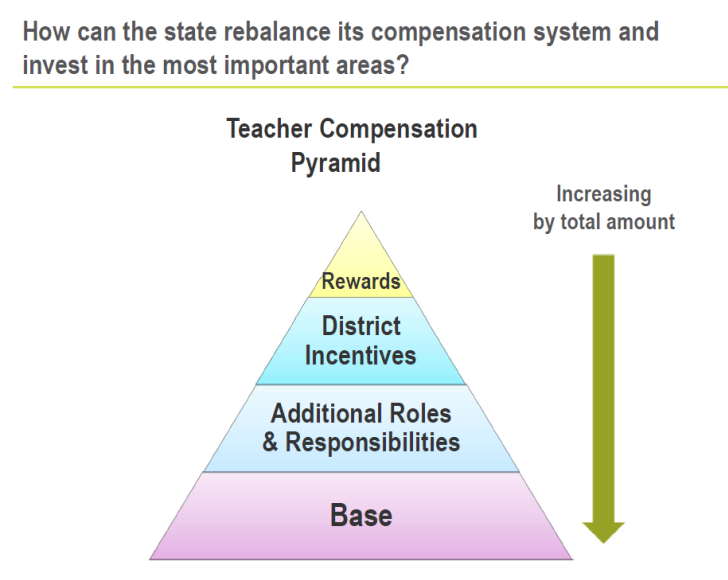 How can the state rebalance its compensation system and
invest in the most important areas?
Teacher Compensation
Pyramid
Increasing
by total amount
Rewards
District
Incentives
Additional Roles
& Responsibilities
Base